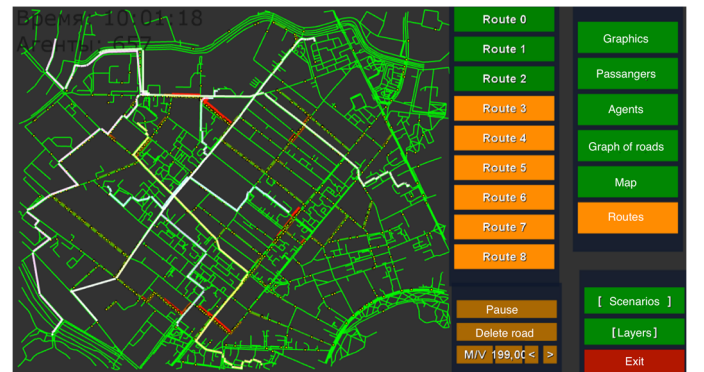 Время: 10:01:18
Агенты: 657
Route 0
Route 1
Route 2
Route 3
Route 4
Route 5
Route 6
Route 7
Route 8
Pause
Delete road
M/V 199,00 < >
Graphics
Passangers
Agents
Graph of roads
Map
Routes
[ Scenarios ]
[Layers]
Exit